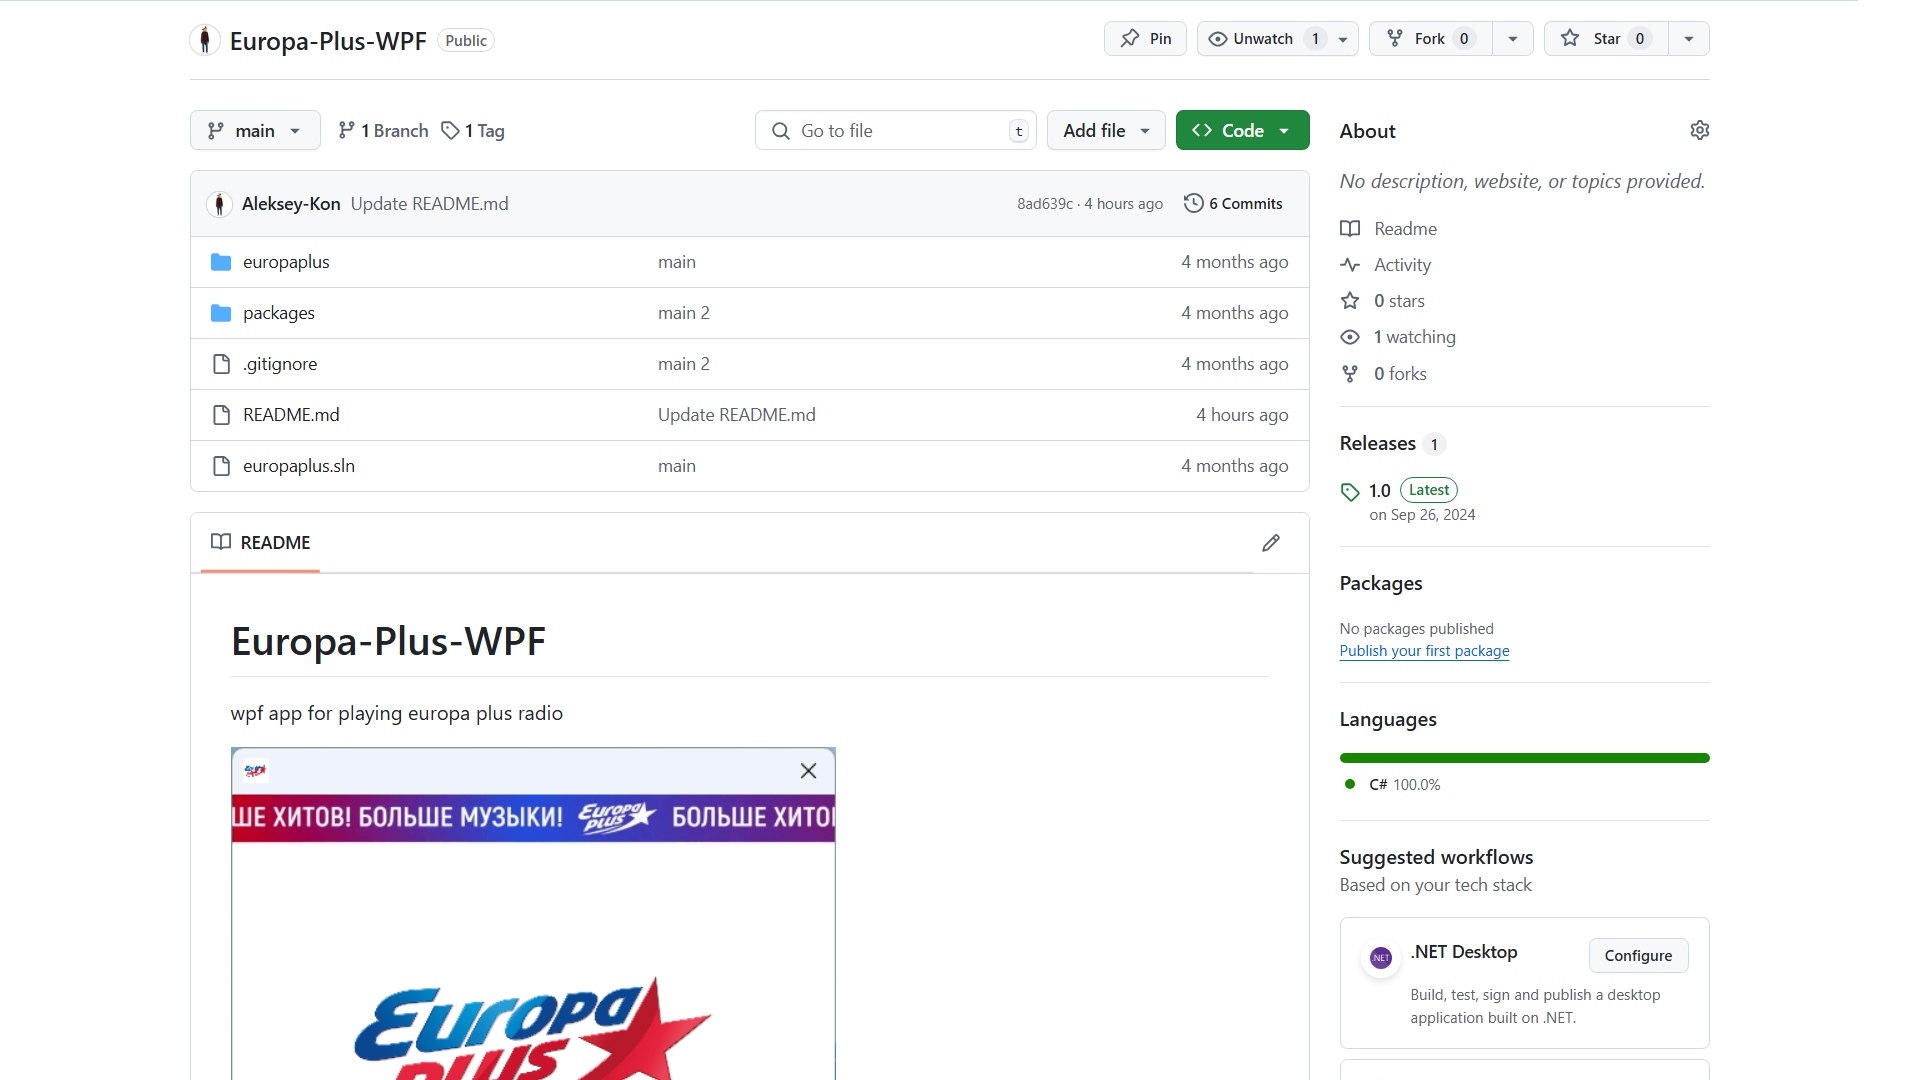 Europa-Plus-WPF Public
Pin Unwatch 1 Fork 0 Star 0
main 1 Branch 1 Tag Go to file t Add file Code
Aleksey-Kon Update README.md 8ad639c · 4 hours ago 6 Commits
europaplus main 4 months ago
packages main 2 4 months ago
.gitignore main 2 4 months ago
README.md Update README.md 4 hours ago
europaplus.sln main 4 months ago
README
Europa-Plus-WPF
wpf app for playing europa plus radio
ШЕ ХИТОВ! БОЛЬШЕ МУЗЫКИ! Europa Plus БОЛЬШЕ ХИТО
Europa
PLUS
About
No description, website, or topics provided.
Readme
Activity
0 stars
1 watching
0 forks
Releases 1
1.0 Latest
on Sep 26, 2024
Packages
No packages published
Publish your first package
Languages
C# 100.0%
Suggested workflows
Based on your tech stack
.NET .NET Desktop Configure
Build, test, sign and publish a desktop
application built on .NET.